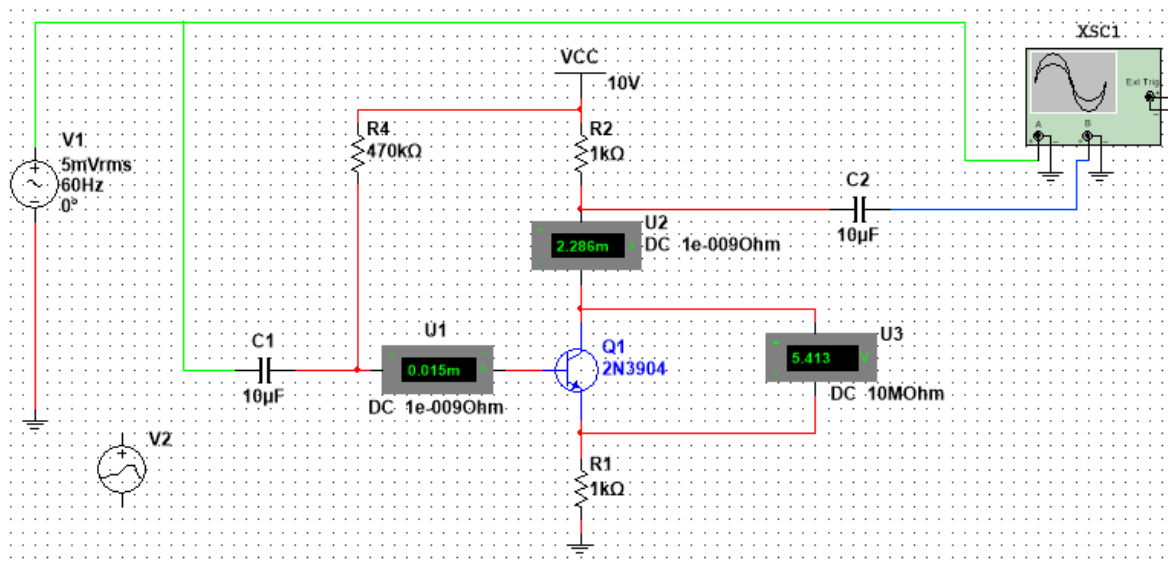 XSC1
VCC
10V
Ext Trig
A
B
R4
470kΩ
R2
1kΩ
V1
5mVrms
60Hz
0°
C2
10µF
U2
2.286m
A
DC 1e-009Ohm
C1
10µF
U1
0.015m
A
DC 1e-009Ohm
Q1
2N3904
U3
5.413
V
DC 10MOhm
V2
R1
1kΩ